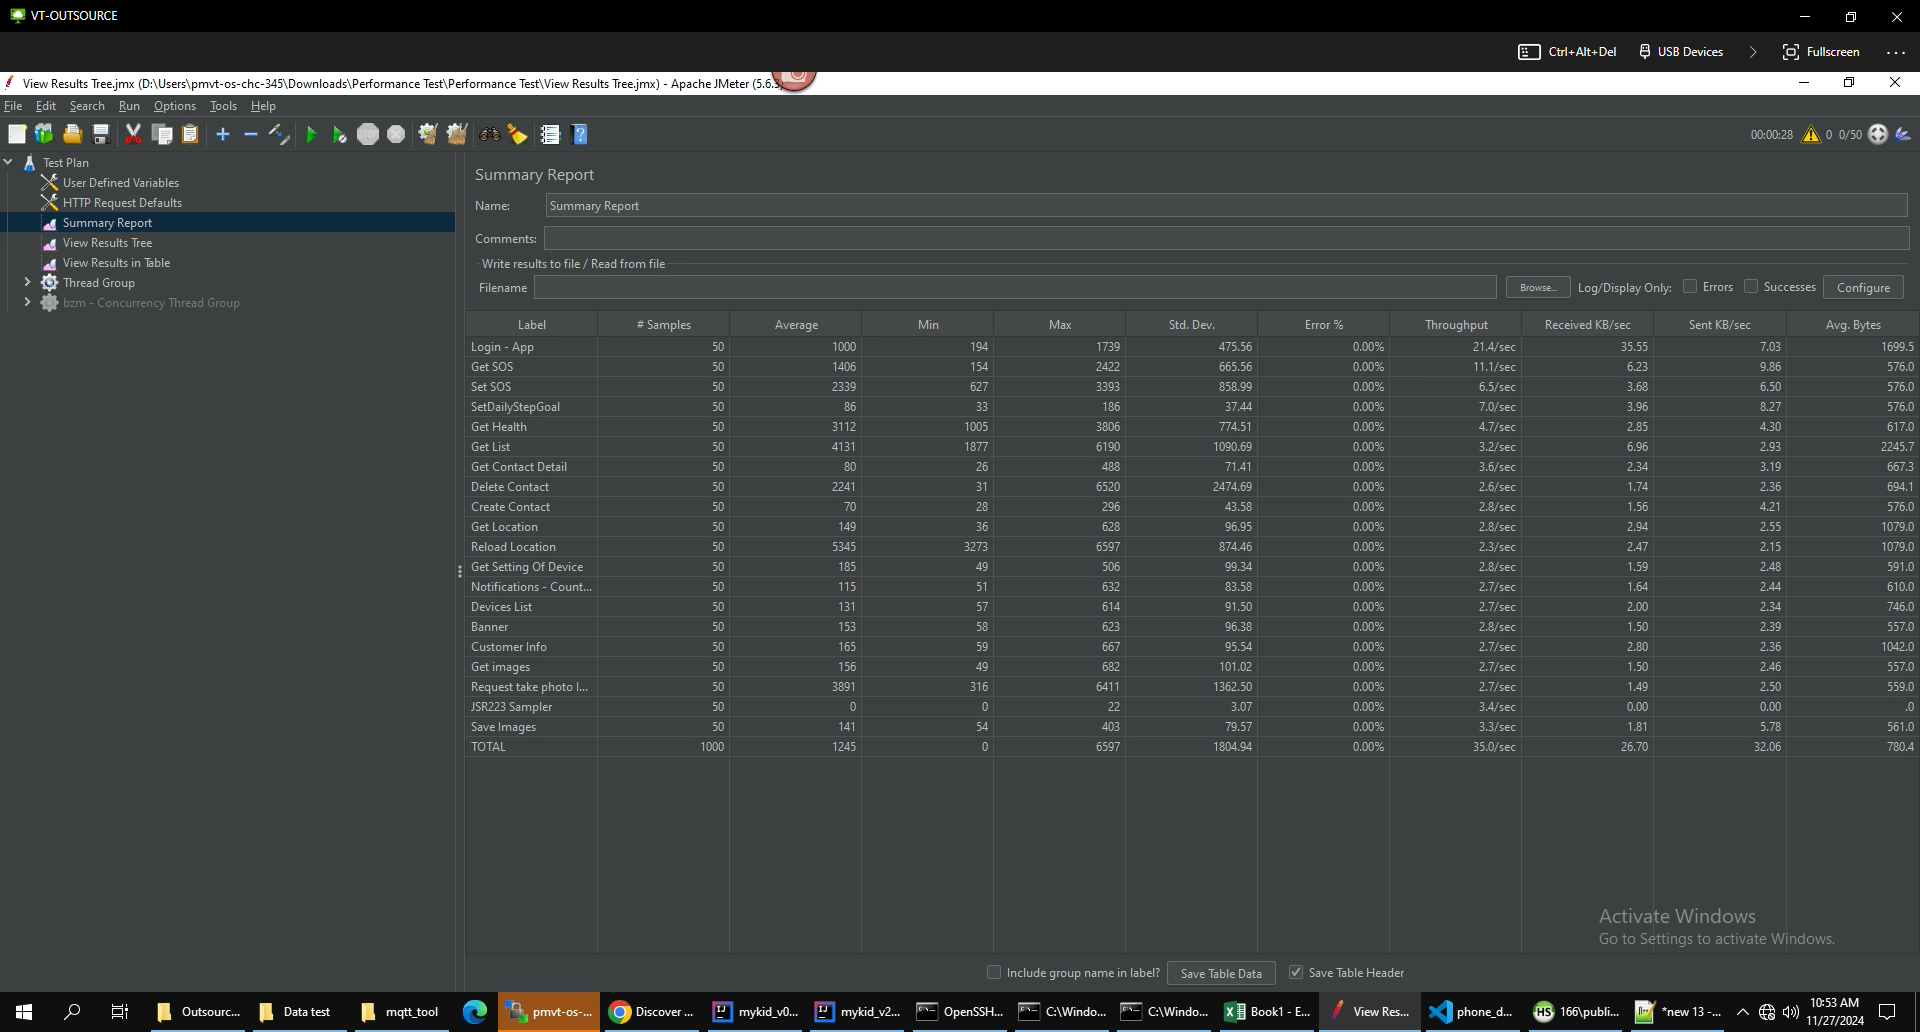 VT-OUTSOURCE
Ctrl+Alt+Del USB Devices Fullscreen
View Results Tree.jmx (D:\Users\pmvt-os-chc-345\Downloads\Performance Test\Performance Test\View Results Tree.jmx) - Apache JMeter (5.6.3)
File Edit Search Run Options Tools Help
00:00:28 0 0/50
Test Plan
User Defined Variables
HTTP Request Defaults
Summary Report
View Results Tree
View Results in Table
Thread Group
bzm - Concurrency Thread Group
Summary Report
Name: Summary Report
Comments:
Write results to file / Read from file
Filename Browse... Log/Display Only: Errors Successes Configure
Label # Samples Average Min Max Std. Dev. Error % Throughput Received KB/sec Sent KB/sec Avg. Bytes
Login - App 50 1000 194 1739 475.56 0.00% 21.4/sec 35.55 7.03 1699.5
Get SOS 50 1406 154 2422 665.56 0.00% 11.1/sec 6.23 9.86 576.0
Set SOS 50 2339 627 3393 858.99 0.00% 6.5/sec 3.68 6.50 576.0
SetDailyStepGoal 50 86 33 186 37.44 0.00% 7.0/sec 3.96 8.27 576.0
Get Health 50 3112 1005 3806 774.51 0.00% 4.7/sec 2.85 4.30 617.0
Get List 50 4131 1877 6190 1090.69 0.00% 3.2/sec 6.96 2.93 2245.7
Get Contact Detail 50 80 26 488 71.41 0.00% 3.6/sec 2.34 3.19 667.3
Delete Contact 50 2241 31 6520 2474.69 0.00% 2.6/sec 1.74 2.36 694.1
Create Contact 50 70 28 296 43.58 0.00% 2.8/sec 1.56 4.21 576.0
Get Location 50 149 36 628 96.95 0.00% 2.8/sec 2.94 2.55 1079.0
Reload Location 50 5345 3273 6597 874.46 0.00% 2.3/sec 2.47 2.15 1079.0
Get Setting Of Device 50 185 49 506 99.34 0.00% 2.8/sec 1.59 2.48 591.0
Notifications - Count... 50 115 51 632 83.58 0.00% 2.7/sec 1.64 2.44 610.0
Devices List 50 131 57 614 91.50 0.00% 2.7/sec 2.00 2.34 746.0
Banner 50 153 58 623 96.38 0.00% 2.8/sec 1.50 2.39 557.0
Customer Info 50 165 59 667 95.54 0.00% 2.7/sec 2.80 2.36 1042.0
Get images 50 156 49 682 101.02 0.00% 2.7/sec 1.50 2.46 557.0
Request take photo I... 50 3891 316 6411 1362.50 0.00% 2.7/sec 1.49 2.50 559.0
JSR223 Sampler 50 0 0 22 3.07 0.00% 3.4/sec 0.00 0.00 .0
Save Images 50 141 54 403 79.57 0.00% 3.3/sec 1.81 5.78 561.0
TOTAL 1000 1245 0 6597 1804.94 0.00% 35.0/sec 26.70 32.06 780.4
Activate Windows
Go to Settings to activate Windows.
Include group name in label? Save Table Data Save Table Header
Outsourc... Data test mqtt_tool pmvt-os-... Discover ... mykid_v0... mykid_v2... OpenSSH... C:\Windo... C:\Windo... Book1 - E... View Res... phone_d... 166\publi... *new 13 -... 10:53 AM
11/27/2024